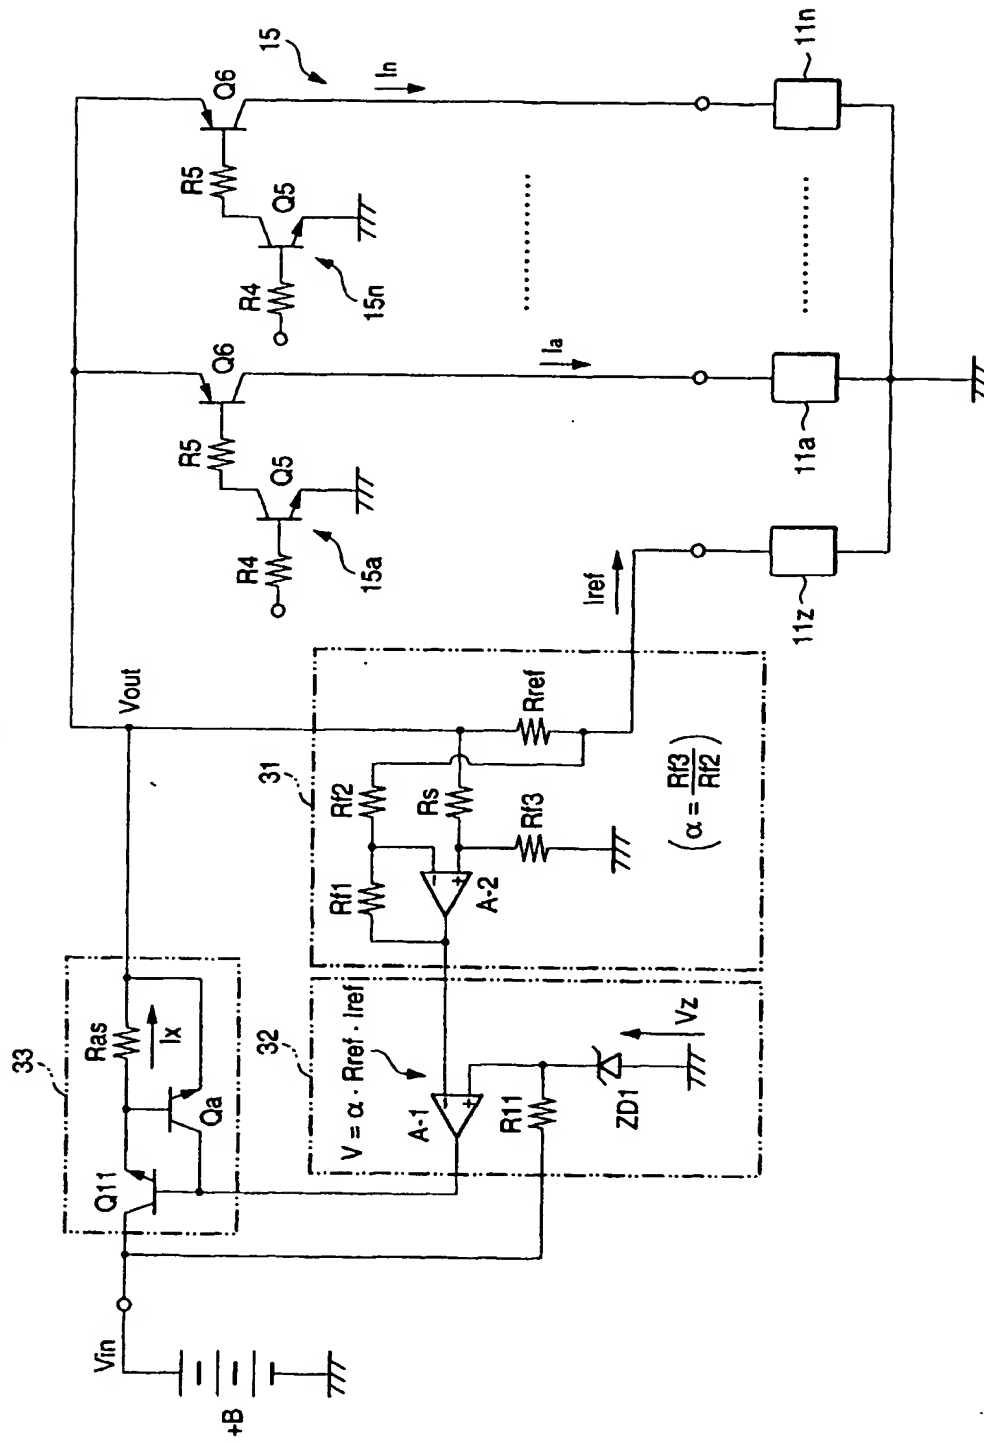 Vin
+B
33
Q11
Ras
Ix
Qa
Vout
32
V = α · Rref · Iref
A-1
R11
ZD1
Vz
31
Rf1
Rf2
Rs
Rf3
Rref
A-2
(α = Rf3/Rf2)
Iref
11z
R4
Q5
R5
Q6
15a
Ia
11a
R4
Q5
R5
Q6
15n
15
In
11n